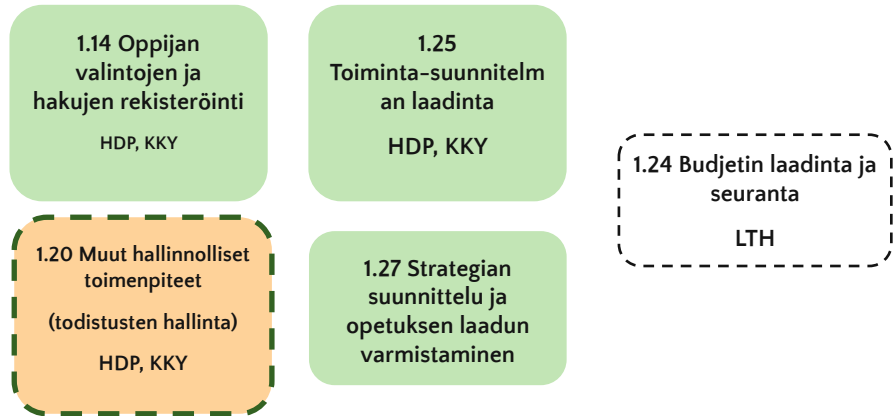 1.14 Oppijan
valintojen ja
hakujen rekisteröinti
HDP, KKY
1.25
Toiminta-suunnitelm
an laadinta
HDP, KKY
1.24 Budjetin laadinta ja
seuranta
LTH
1.20 Muut hallinnolliset
toimenpiteet
(todistusten hallinta)
HDP, KKY
1.27 Strategian
suunnittelu ja
opetuksen laadun
varmistaminen